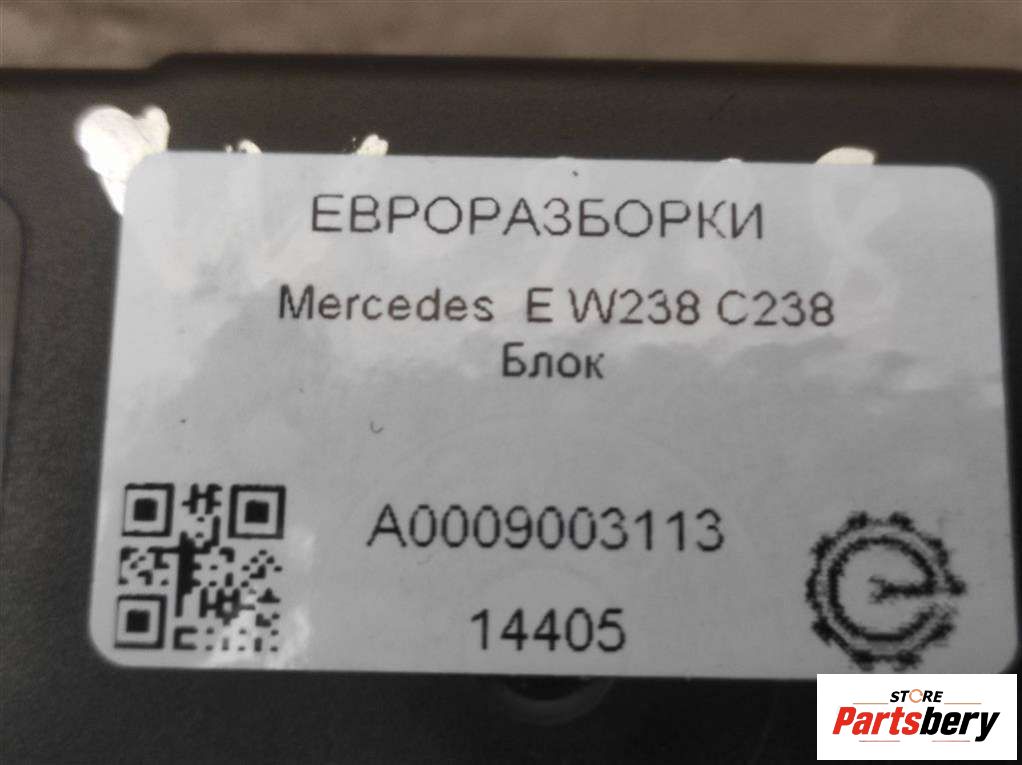 ЕВРОРАЗБОРКИ
Mercedes E W238 C238
Блок
A0009003113
14405
STORE
Partsbery